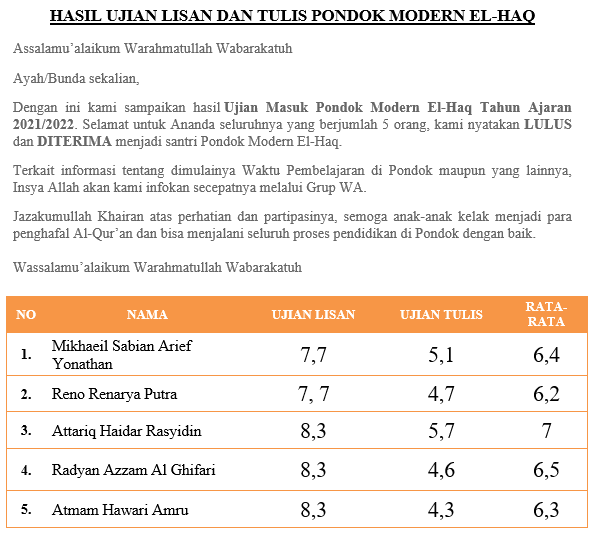 HASIL UJIAN LISAN DAN TULIS PONDOK MODERN EL-HAQ
Assalamu’alaikum Warahmatullah Wabarakatuh
Ayah/Bunda sekalian,
Dengan ini kami sampaikan hasil Ujian Masuk Pondok Modern El-Haq Tahun Ajaran
2021/2022. Selamat untuk Ananda seluruhnya yang berjumlah 5 orang, kami nyatakan LULUS
dan DITERIMA menjadi santri Pondok Modern El-Haq.
Terkait informasi tentang dimulainya Waktu Pembelajaran di Pondok maupun yang lainnya,
Insya Allah akan kami infokan secepatnya melalui Grup WA.
Jazakumullah Khairan atas perhatian dan partipasinya, semoga anak-anak kelak menjadi para
penghafal Al-Qur’an dan bisa menjalani seluruh proses pendidikan di Pondok dengan baik.
Wassalamu’alaikum Warahmatullah Wabarakatuh
NO NAMA UJIAN LISAN UJIAN TULIS RATA-
RATA
1. Mikhaeil Sabian Arief
Yonathan 7,7 5,1 6,4
2. Reno Renarya Putra 7, 7 4,7 6,2
3. Attariq Haidar Rasyidin 8,3 5,7 7
4. Radyan Azzam Al Ghifari 8,3 4,6 6,5
5. Atmam Hawari Amru 8,3 4,3 6,3